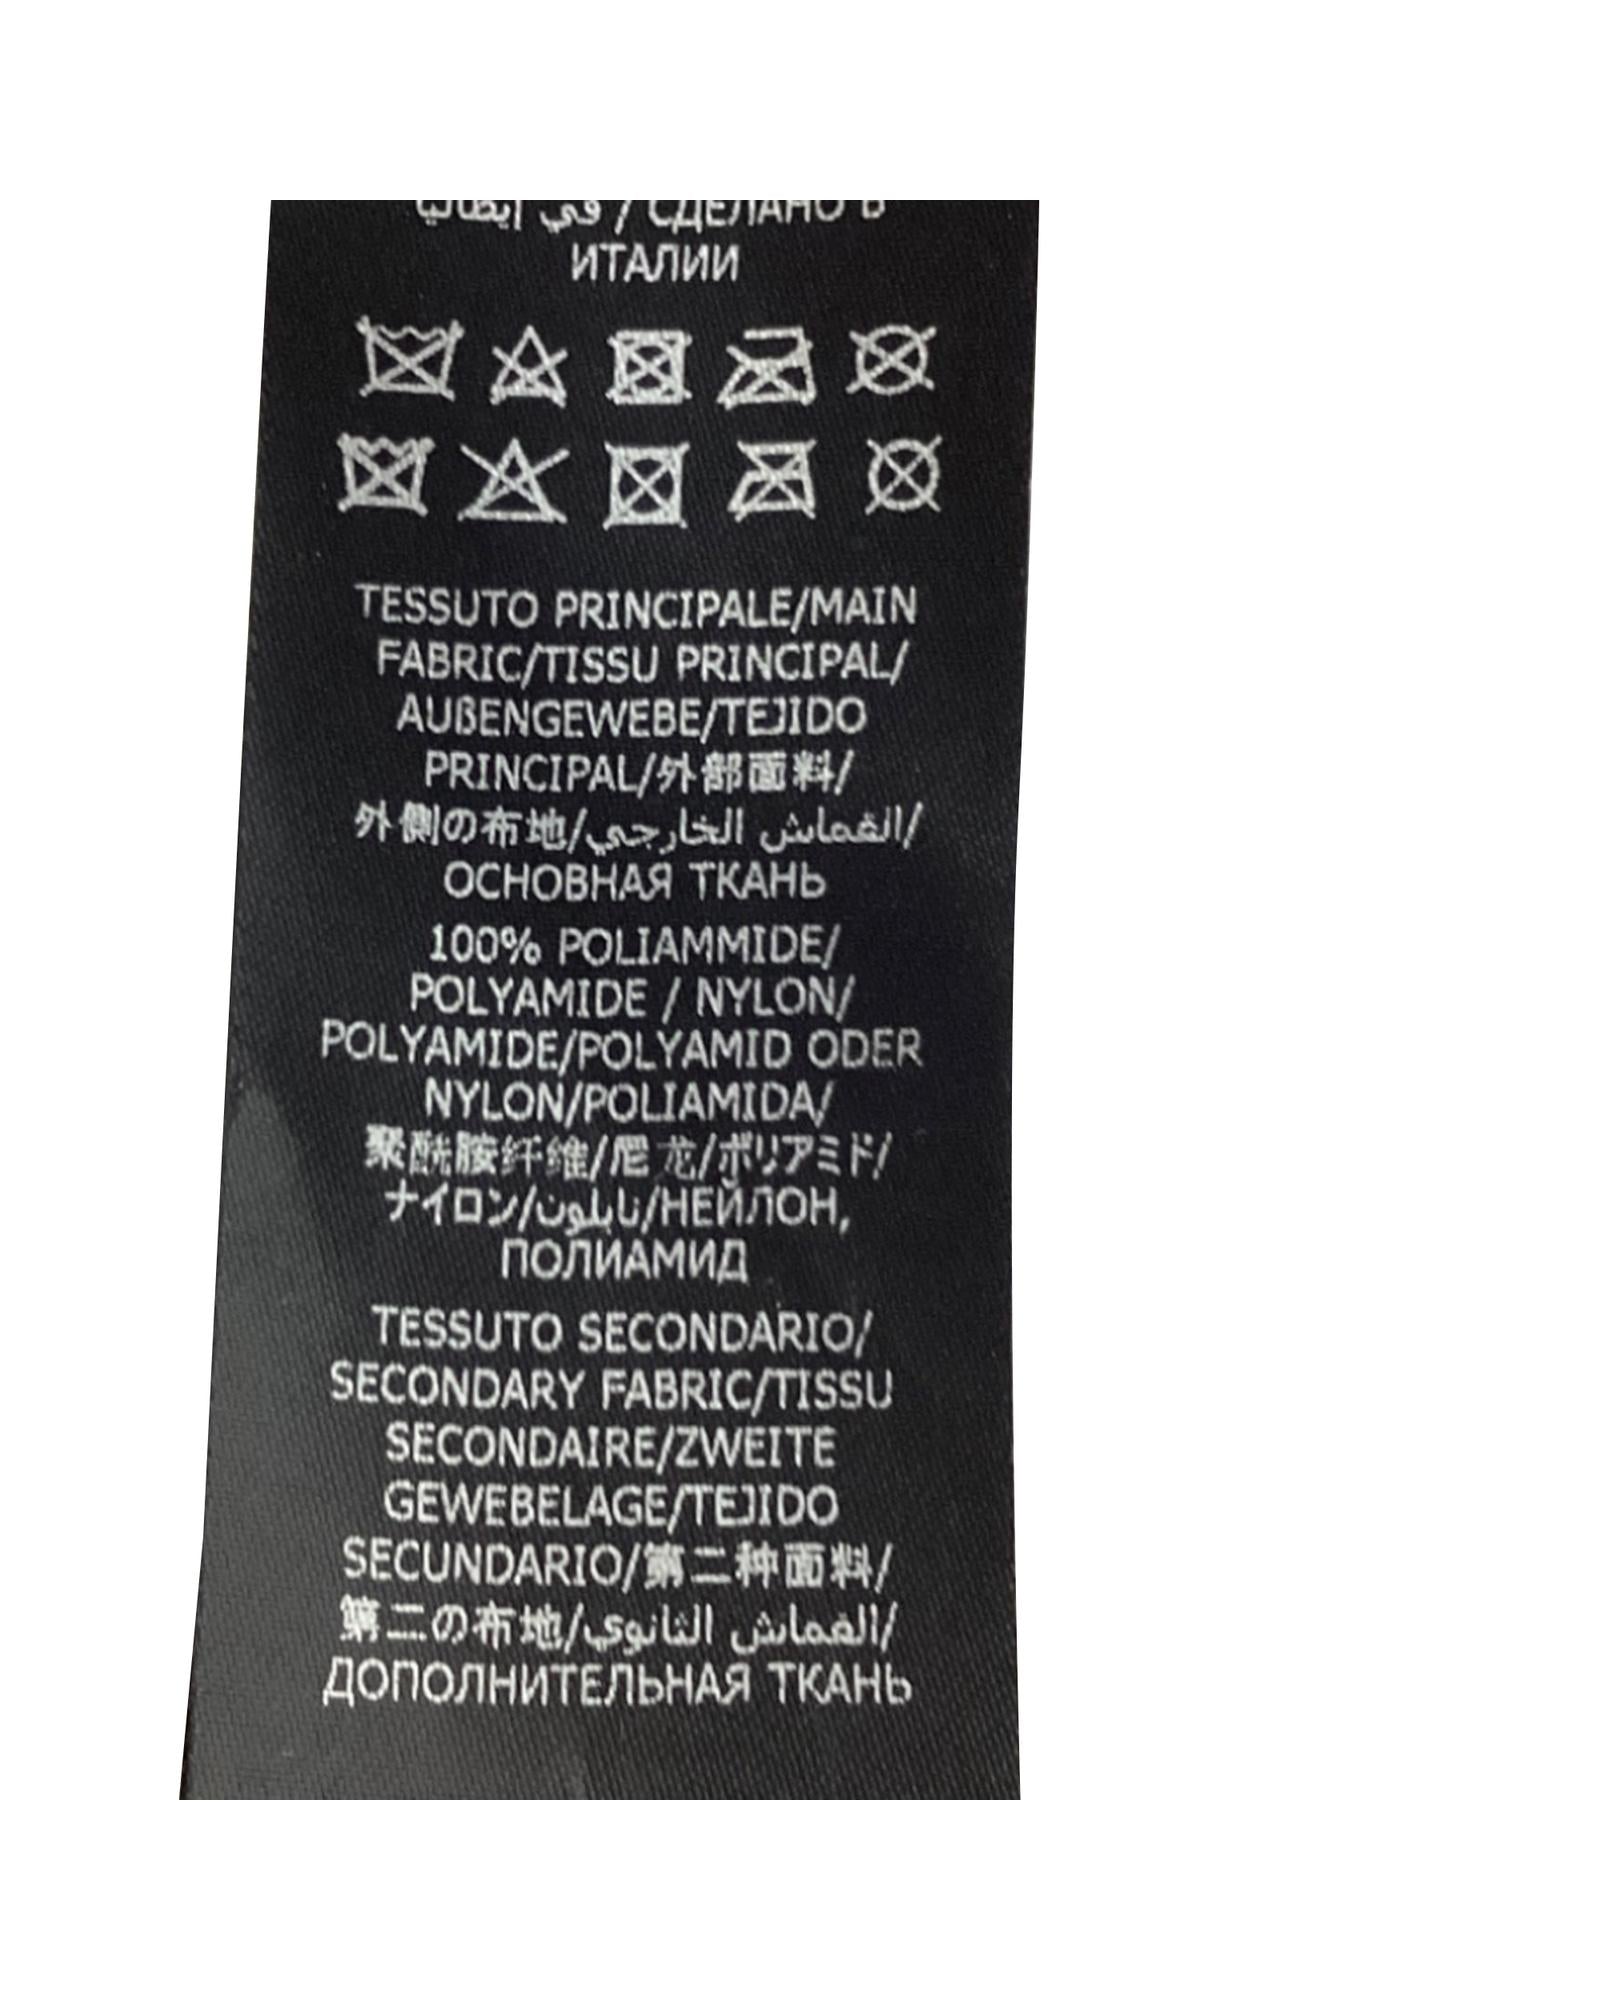 في إيطاليا / СДЕЛАНО В
ИТАЛИИ
TESSUTO PRINCIPALE/MAIN
FABRIC/TISSU PRINCIPAL/
AUßENGEWEBE/TEJIDO
PRINCIPAL/外部面料/
外側の布地/القماش الخارجي/
ОСНОВНАЯ ТКАНЬ
100% POLIAMMIDE/
POLYAMIDE / NYLON/
POLYAMIDE/POLYAMID ODER
NYLON/POLIAMIDA/
聚酰胺纤维/尼龙/ポリアミド/
ナイロン/نايلون/НЕЙЛОН,
ПОЛИАМИД
TESSUTO SECONDARIO/
SECONDARY FABRIC/TISSU
SECONDAIRE/ZWEITE
GEWEBELAGE/TEJIDO
SECUNDARIO/第二种面料/
第二の布地/القماش الثانوي/
ДОПОЛНИТЕЛЬНАЯ ТКАНЬ